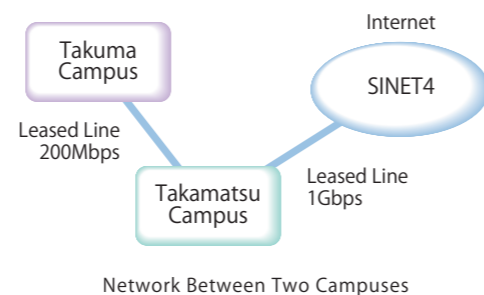 Internet
Takuma
Campus
SINET4
Leased Line
200Mbps
Leased Line
1Gbps
Takamatsu
Campus
Network Between Two Campuses